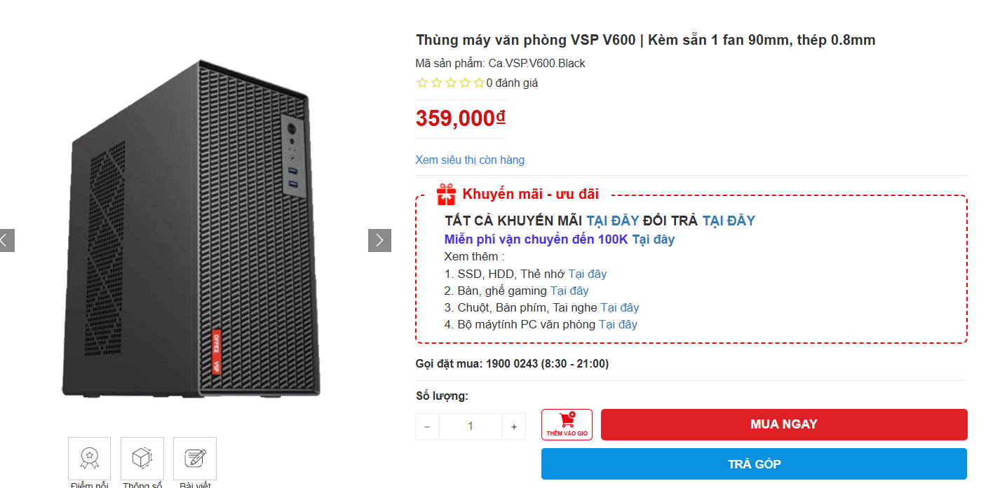 Thùng máy văn phòng VSP V600 | Kèm sẵn 1 fan 90mm, thép 0.8mm
Mã sản phẩm: Ca.VSP.V600.Black
0 đánh giá
359,000₫
Xem siêu thị còn hàng
Khuyến mãi - ưu đãi
TẤT CẢ KHUYẾN MÃI TẠI ĐÂY ĐỔI TRẢ TẠI ĐÂY
Miễn phí vận chuyển đến 100K Tại đây
Xem thêm :
1. SSD, HDD, Thẻ nhớ Tại đây
2. Bàn, ghế gaming Tại đây
3. Chuột, Bàn phím, Tai nghe Tại đây
4. Bộ máytính PC văn phòng Tại đây
Gọi đặt mua: 1900 0243 (8:30 - 21:00)
Số lượng:
− 1 +
THÊM VÀO GIỎ
MUA NGAY
TRẢ GÓP
OFFICE VSP
Điểm nổi
Thông số
Bài viết